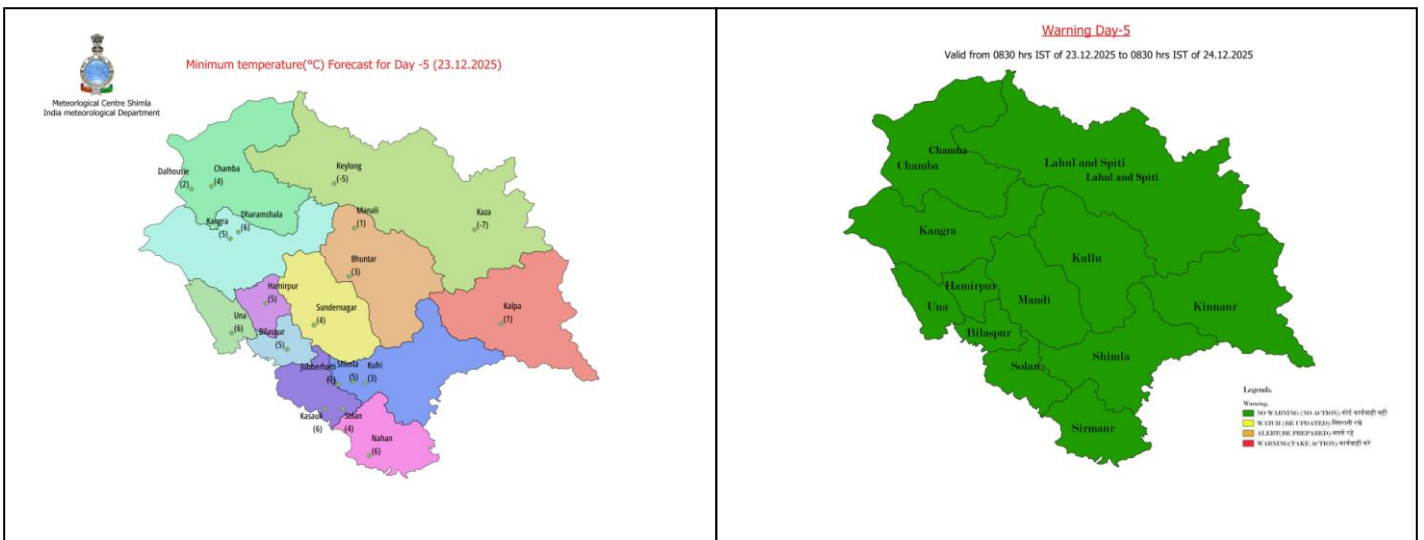 Minimum temperature(°C) Forecast for Day -5 (23.12.2025)
Meteorlogical Centre Shimla
India meteorological Department
Dalhousie
(2)
Chamba
(4)
Keylong
(-5)
Kaza
(-7)
Kangra
(5)
Dharamshala
(6)
Manali
(1)
Bhuntar
(3)
Hamirpur
(5)
Sundernagar
(4)
Kalpa
(1)
Una
(6)
Bilaspur
(5)
Jubberhatti
Shimla
(5)
Kufri
(3)
Kasauli
(6)
Solan
(4)
Nahan
(6)
Warning Day-5
Valid from 0830 hrs IST of 23.12.2025 to 0830 hrs IST of 24.12.2025
Chamba
Chamba
Lahul and Spiti
Lahul and Spiti
Kangra
Kullu
Hamirpur
Una
Mandi
Kinnaur
Bilaspur
Shimla
Solan
Sirmaur
Legends.
Warning.
NO WARNING (NO ACTION)-कोई कार्यवाही नहीं
WATCH (BE UPDATED)-निगरानी रखे
ALERT(BE PREPARED)-सतर्क रहे
WARNING(TAKE ACTION)-कार्यवाही करे